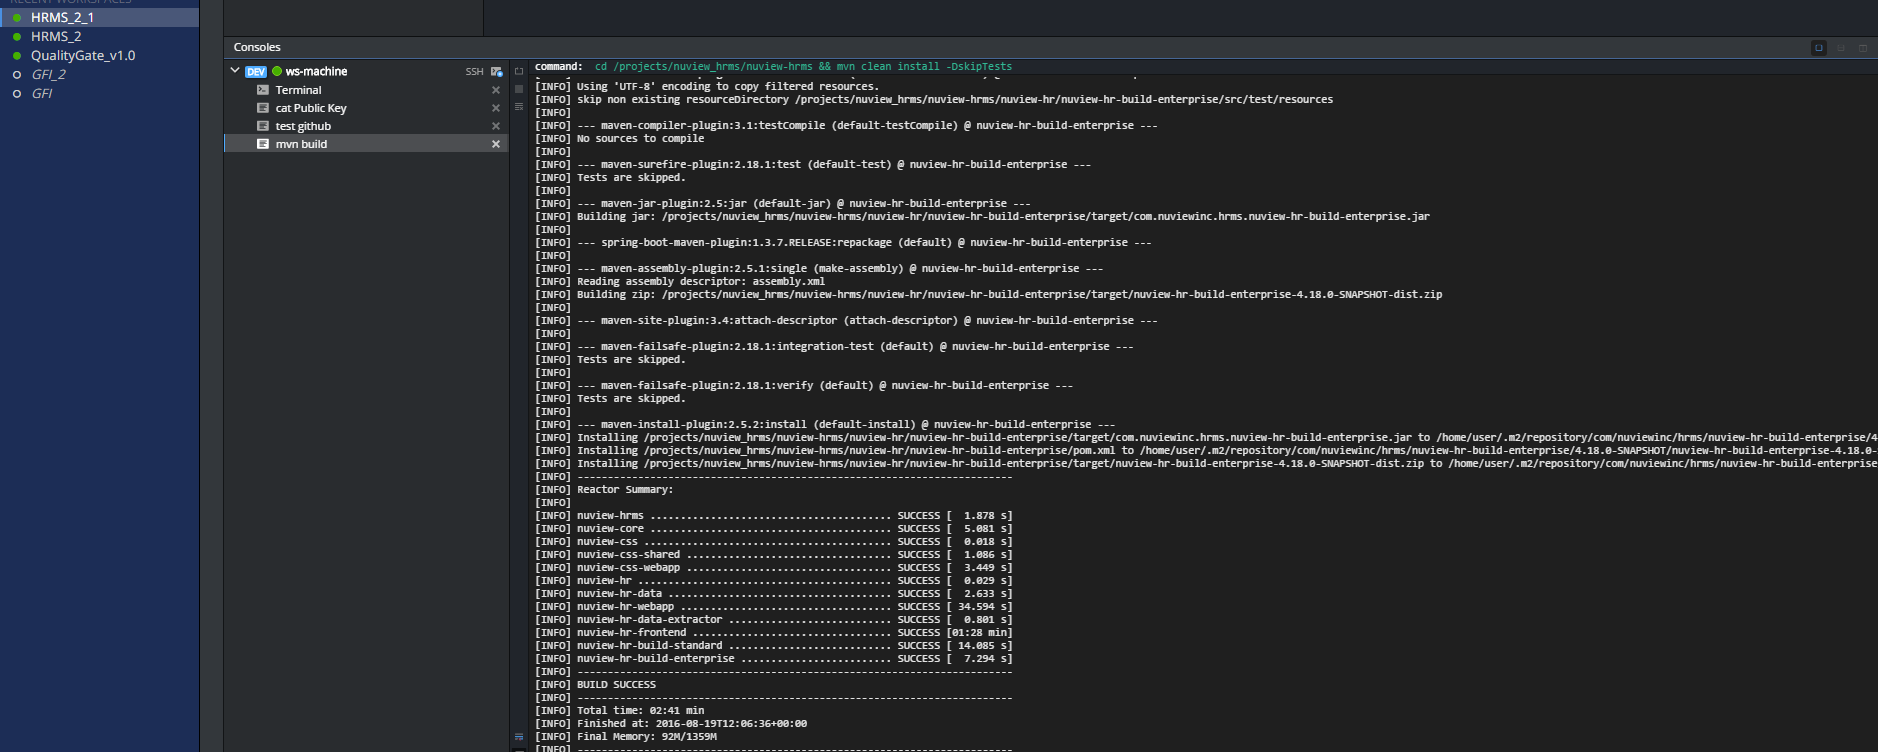 RECENT WORKSPACES
HRMS_2_1
HRMS_2
QualityGate_v1.0
GFI_2
GFI
Consoles
DEV ws-machine SSH
Terminal
cat Public Key
test github
mvn build
command: cd /projects/nuview_hrms/nuview-hrms && mvn clean install -DskipTests
[INFO] Using 'UTF-8' encoding to copy filtered resources.
[INFO] skip non existing resourceDirectory /projects/nuview_hrms/nuview-hrms/nuview-hr/nuview-hr-build-enterprise/src/test/resources
[INFO]
[INFO] --- maven-compiler-plugin:3.1:testCompile (default-testCompile) @ nuview-hr-build-enterprise ---
[INFO] No sources to compile
[INFO]
[INFO] --- maven-surefire-plugin:2.18.1:test (default-test) @ nuview-hr-build-enterprise ---
[INFO] Tests are skipped.
[INFO]
[INFO] --- maven-jar-plugin:2.5:jar (default-jar) @ nuview-hr-build-enterprise ---
[INFO] Building jar: /projects/nuview_hrms/nuview-hrms/nuview-hr/nuview-hr-build-enterprise/target/com.nuviewinc.hrms.nuview-hr-build-enterprise.jar
[INFO]
[INFO] --- spring-boot-maven-plugin:1.3.7.RELEASE:repackage (default) @ nuview-hr-build-enterprise ---
[INFO]
[INFO] --- maven-assembly-plugin:2.5.1:single (make-assembly) @ nuview-hr-build-enterprise ---
[INFO] Reading assembly descriptor: assembly.xml
[INFO] Building zip: /projects/nuview_hrms/nuview-hrms/nuview-hr/nuview-hr-build-enterprise/target/nuview-hr-build-enterprise-4.18.0-SNAPSHOT-dist.zip
[INFO]
[INFO] --- maven-site-plugin:3.4:attach-descriptor (attach-descriptor) @ nuview-hr-build-enterprise ---
[INFO]
[INFO] --- maven-failsafe-plugin:2.18.1:integration-test (default) @ nuview-hr-build-enterprise ---
[INFO] Tests are skipped.
[INFO]
[INFO] --- maven-failsafe-plugin:2.18.1:verify (default) @ nuview-hr-build-enterprise ---
[INFO] Tests are skipped.
[INFO]
[INFO] --- maven-install-plugin:2.5.2:install (default-install) @ nuview-hr-build-enterprise ---
[INFO] Installing /projects/nuview_hrms/nuview-hrms/nuview-hr/nuview-hr-build-enterprise/target/com.nuviewinc.hrms.nuview-hr-build-enterprise.jar to /home/user/.m2/repository/com/nuviewinc/hrms/nuview-hr-build-enterprise/4
[INFO] Installing /projects/nuview_hrms/nuview-hrms/nuview-hr/nuview-hr-build-enterprise/pom.xml to /home/user/.m2/repository/com/nuviewinc/hrms/nuview-hr-build-enterprise/4.18.0-SNAPSHOT/nuview-hr-build-enterprise-4.18.0-
[INFO] Installing /projects/nuview_hrms/nuview-hrms/nuview-hr/nuview-hr-build-enterprise/target/nuview-hr-build-enterprise-4.18.0-SNAPSHOT-dist.zip to /home/user/.m2/repository/com/nuviewinc/hrms/nuview-hr-build-enterprise
[INFO] ------------------------------------------------------------------------
[INFO] Reactor Summary:
[INFO]
[INFO] nuview-hrms ........................................ SUCCESS [  1.878 s]
[INFO] nuview-core ........................................ SUCCESS [  5.081 s]
[INFO] nuview-css ......................................... SUCCESS [  0.018 s]
[INFO] nuview-css-shared .................................. SUCCESS [  1.086 s]
[INFO] nuview-css-webapp .................................. SUCCESS [  3.449 s]
[INFO] nuview-hr .......................................... SUCCESS [  0.029 s]
[INFO] nuview-hr-data ..................................... SUCCESS [  2.633 s]
[INFO] nuview-hr-webapp ................................... SUCCESS [ 34.594 s]
[INFO] nuview-hr-data-extractor ........................... SUCCESS [  0.801 s]
[INFO] nuview-hr-frontend ................................. SUCCESS [01:28 min]
[INFO] nuview-hr-build-standard ........................... SUCCESS [ 14.085 s]
[INFO] nuview-hr-build-enterprise ......................... SUCCESS [  7.294 s]
[INFO] ------------------------------------------------------------------------
[INFO] BUILD SUCCESS
[INFO] ------------------------------------------------------------------------
[INFO] Total time: 02:41 min
[INFO] Finished at: 2016-08-19T12:06:36+00:00
[INFO] Final Memory: 92M/1359M
[INFO] ------------------------------------------------------------------------